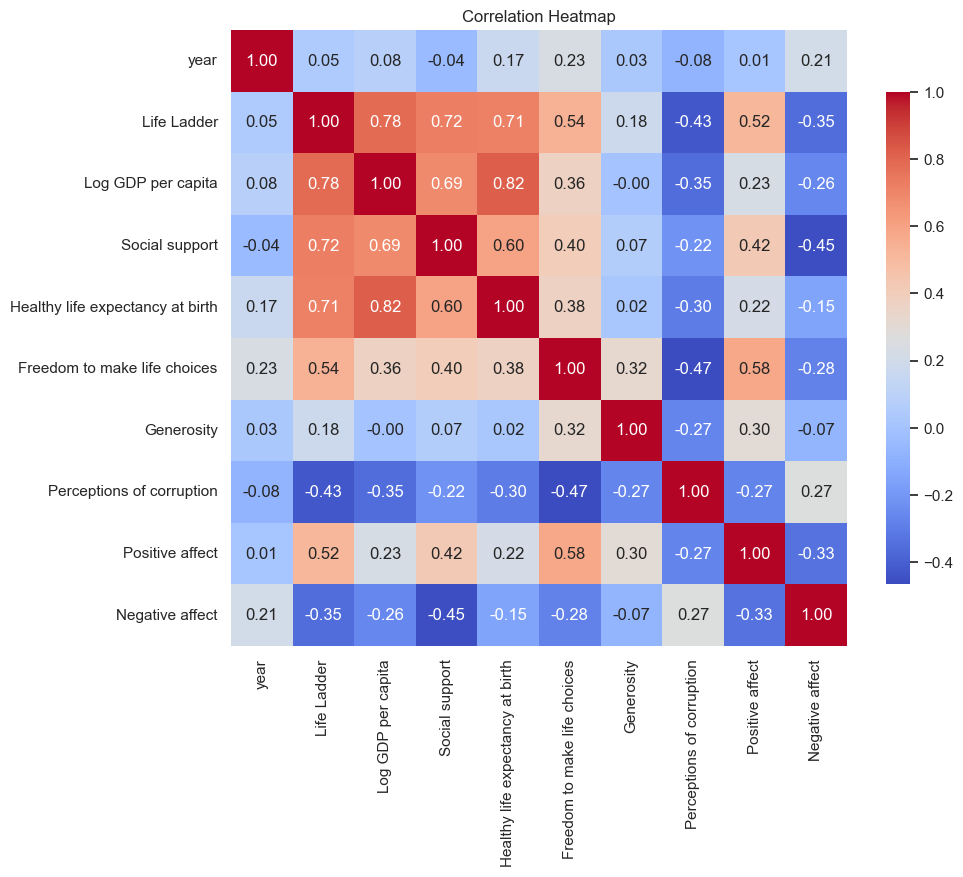 Correlation Heatmap
year 1.00 0.05 0.08 -0.04 0.17 0.23 0.03 -0.08 0.01 0.21
Life Ladder 0.05 1.00 0.78 0.72 0.71 0.54 0.18 -0.43 0.52 -0.35
Log GDP per capita 0.08 0.78 1.00 0.69 0.82 0.36 -0.00 -0.35 0.23 -0.26
Social support -0.04 0.72 0.69 1.00 0.60 0.40 0.07 -0.22 0.42 -0.45
Healthy life expectancy at birth 0.17 0.71 0.82 0.60 1.00 0.38 0.02 -0.30 0.22 -0.15
Freedom to make life choices 0.23 0.54 0.36 0.40 0.38 1.00 0.32 -0.47 0.58 -0.28
Generosity 0.03 0.18 -0.00 0.07 0.02 0.32 1.00 -0.27 0.30 -0.07
Perceptions of corruption -0.08 -0.43 -0.35 -0.22 -0.30 -0.47 -0.27 1.00 -0.27 0.27
Positive affect 0.01 0.52 0.23 0.42 0.22 0.58 0.30 -0.27 1.00 -0.33
Negative affect 0.21 -0.35 -0.26 -0.45 -0.15 -0.28 -0.07 0.27 -0.33 1.00
year
Life Ladder
Log GDP per capita
Social support
Healthy life expectancy at birth
Freedom to make life choices
Generosity
Perceptions of corruption
Positive affect
Negative affect
1.0
0.8
0.6
0.4
0.2
0.0
−0.2
−0.4